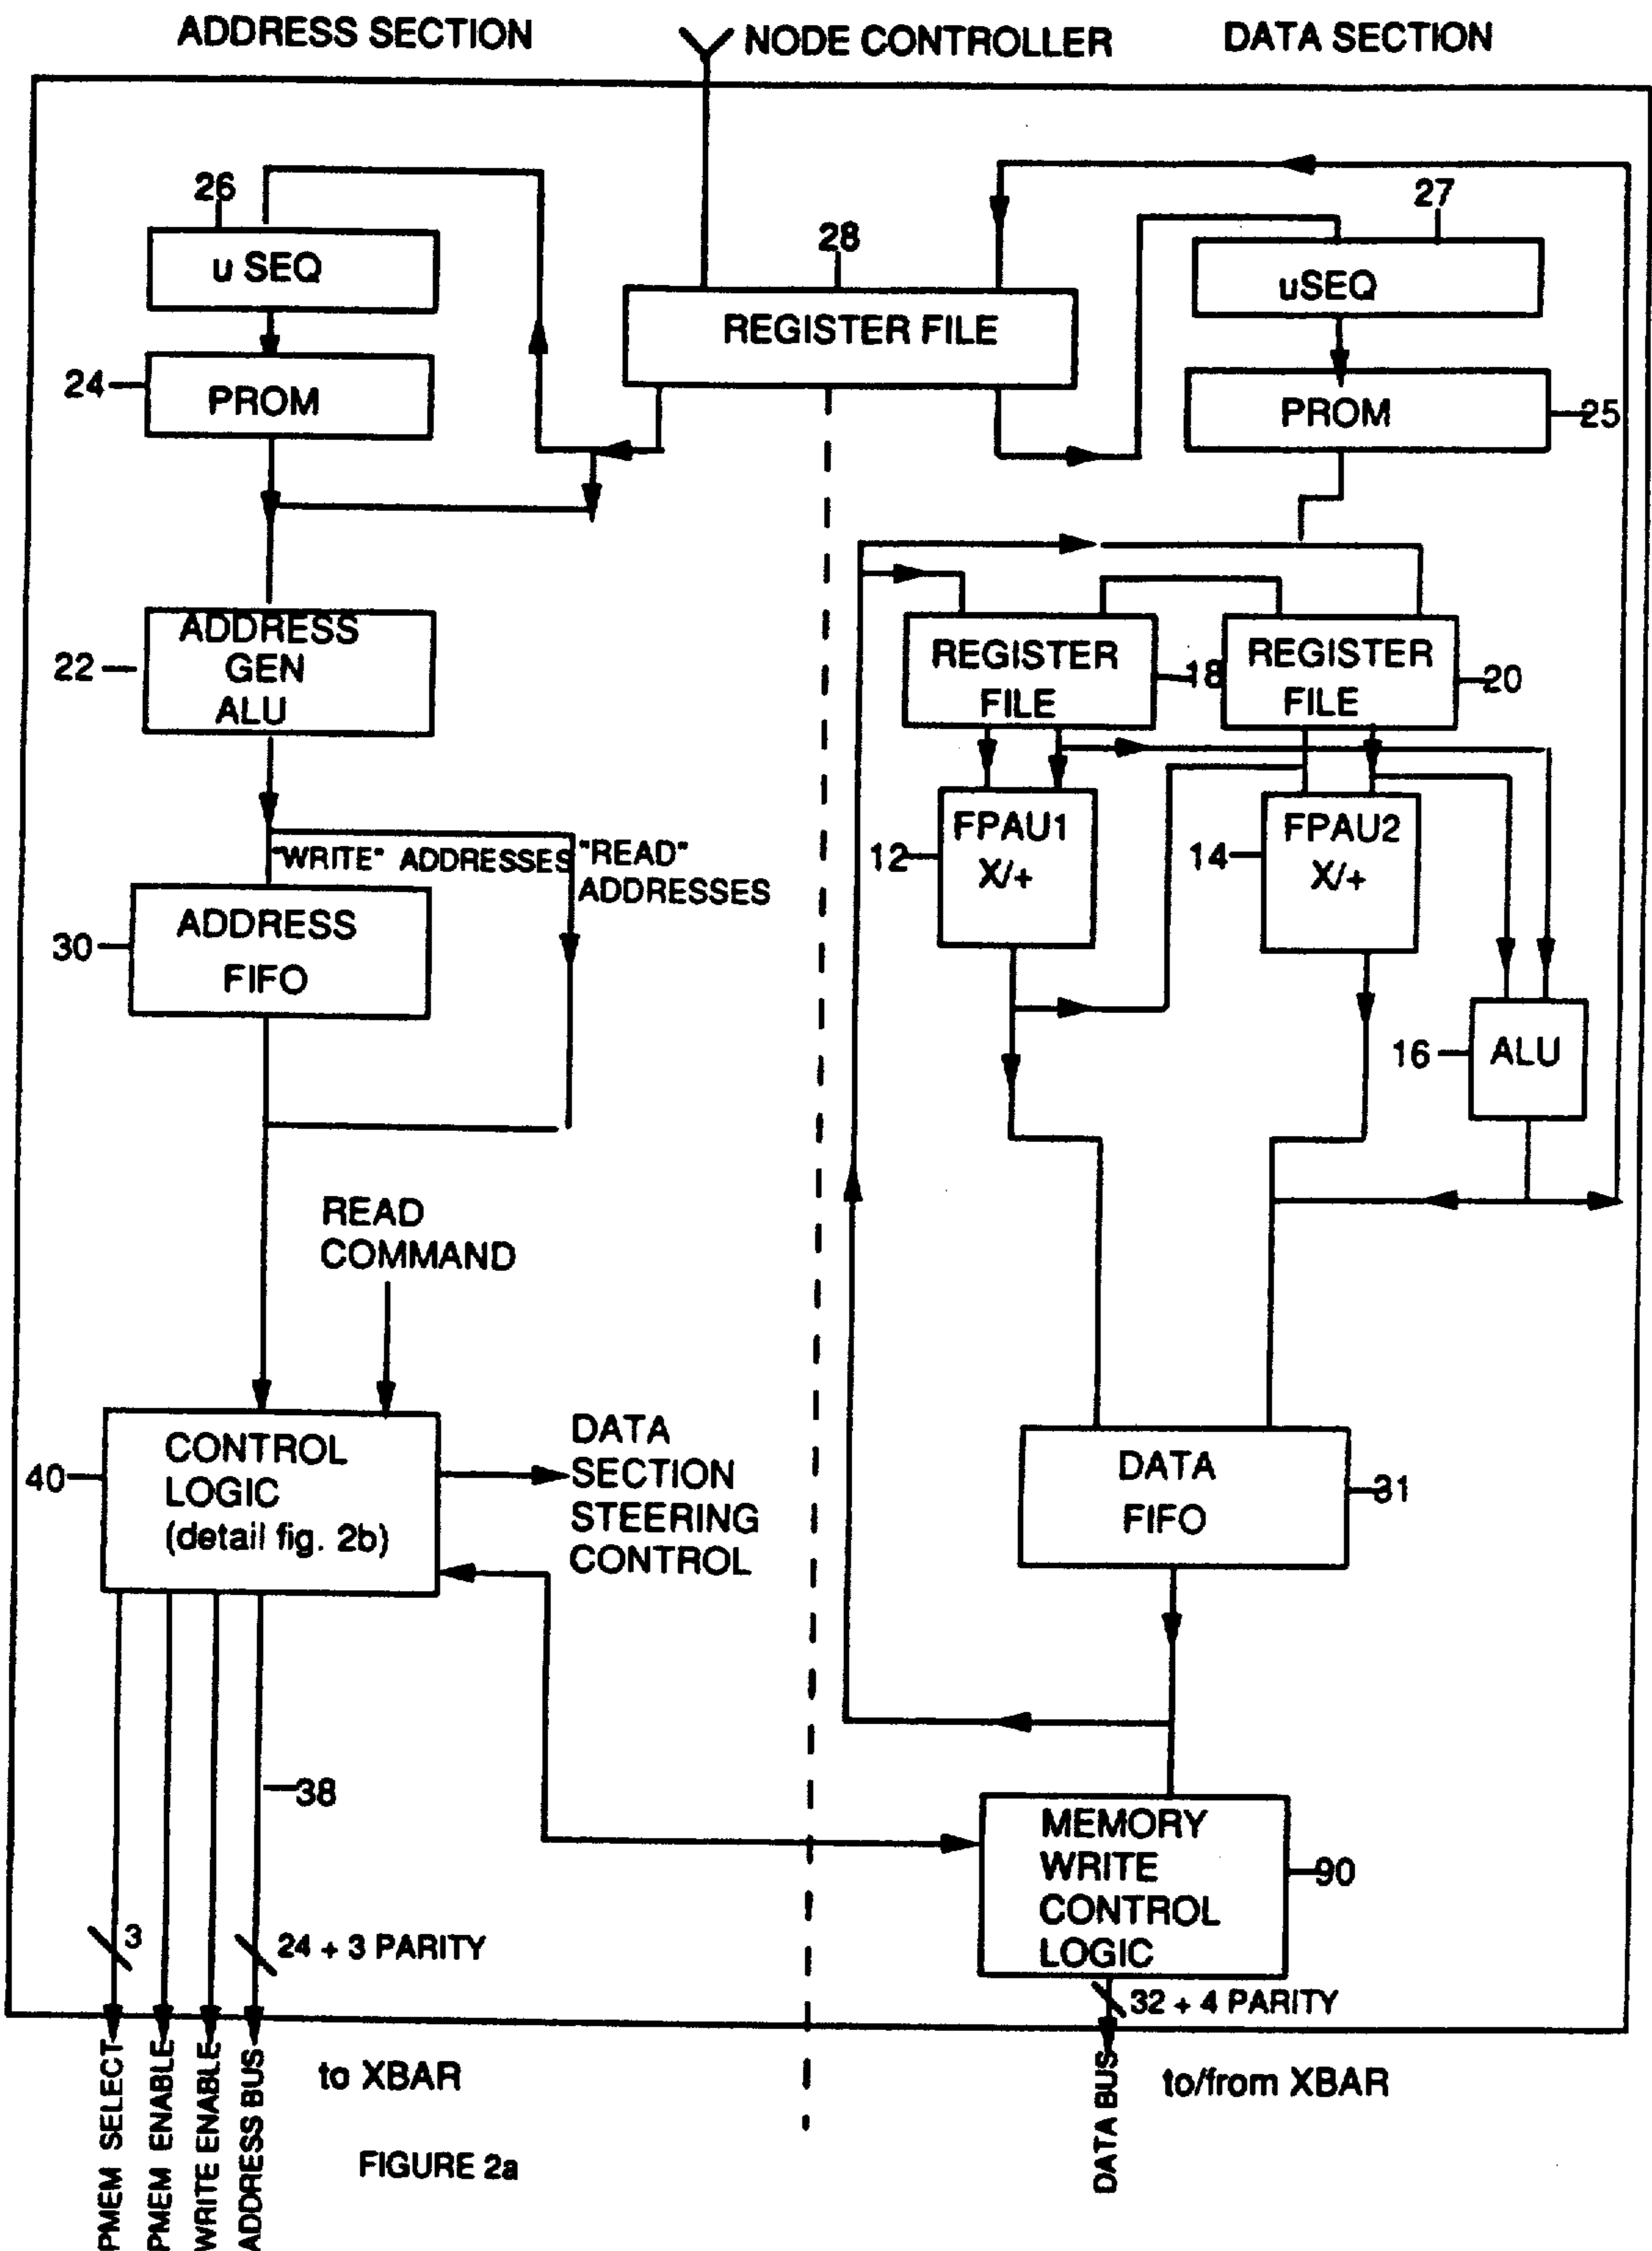 ADDRESS SECTION
NODE CONTROLLER
DATA SECTION
26
u SEQ
28
REGISTER FILE
27
uSEQ
24
PROM
PROM
25
22
ADDRESS
GEN
ALU
REGISTER
FILE
18
REGISTER
FILE
20
"WRITE" ADDRESSES
"READ"
ADDRESSES
12
FPAU1
X/+
14
FPAU2
X/+
30
ADDRESS
FIFO
16
ALU
READ
COMMAND
40
CONTROL
LOGIC
(detail fig. 2b)
DATA
SECTION
STEERING
CONTROL
DATA
FIFO
31
38
MEMORY
WRITE
CONTROL
LOGIC
90
3
24 + 3 PARITY
32 + 4 PARITY
PMEM SELECT
PMEM ENABLE
WRITE ENABLE
ADDRESS BUS
to XBAR
DATA BUS
to/from XBAR
FIGURE 2a